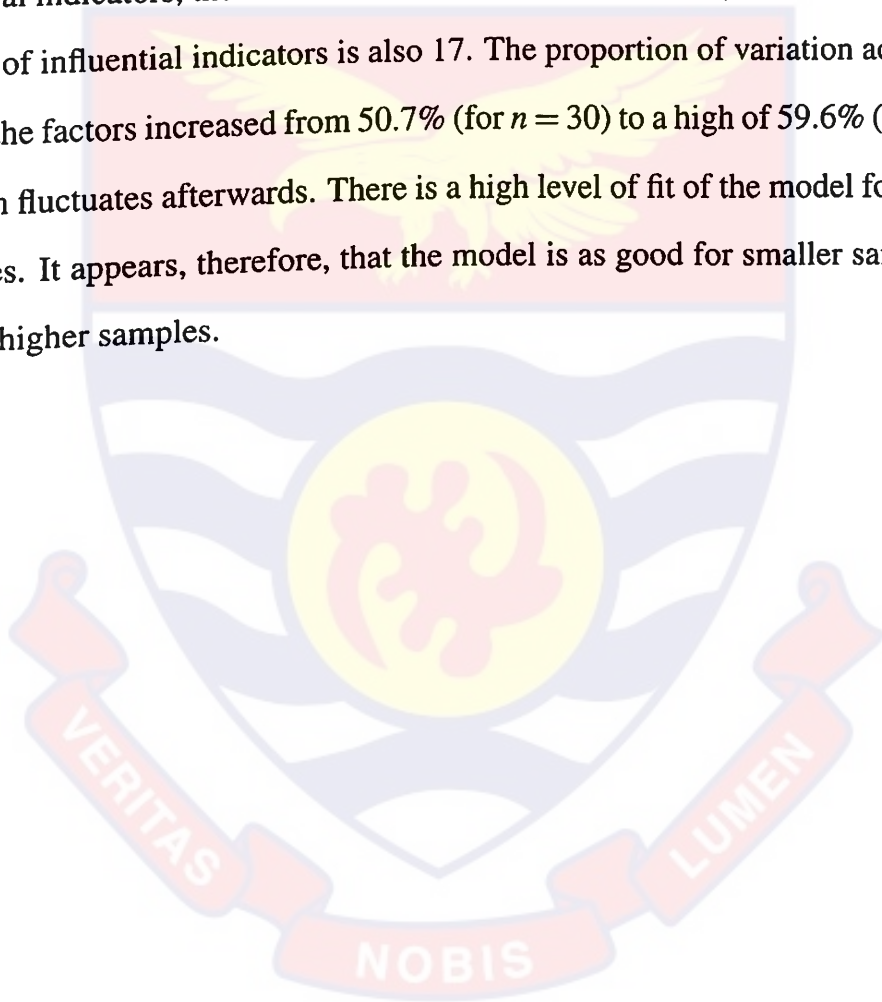 of influential indicators is also 17. The proportion of variation
he factors increased from 50.7% (for n = 30) to a high of 59.6% (
n fluctuates afterwards. There is a high level of fit of the model
es. It appears, therefore, that the model is as good for smaller
higher samples.
VERITAS
NOBIS
LUMEN